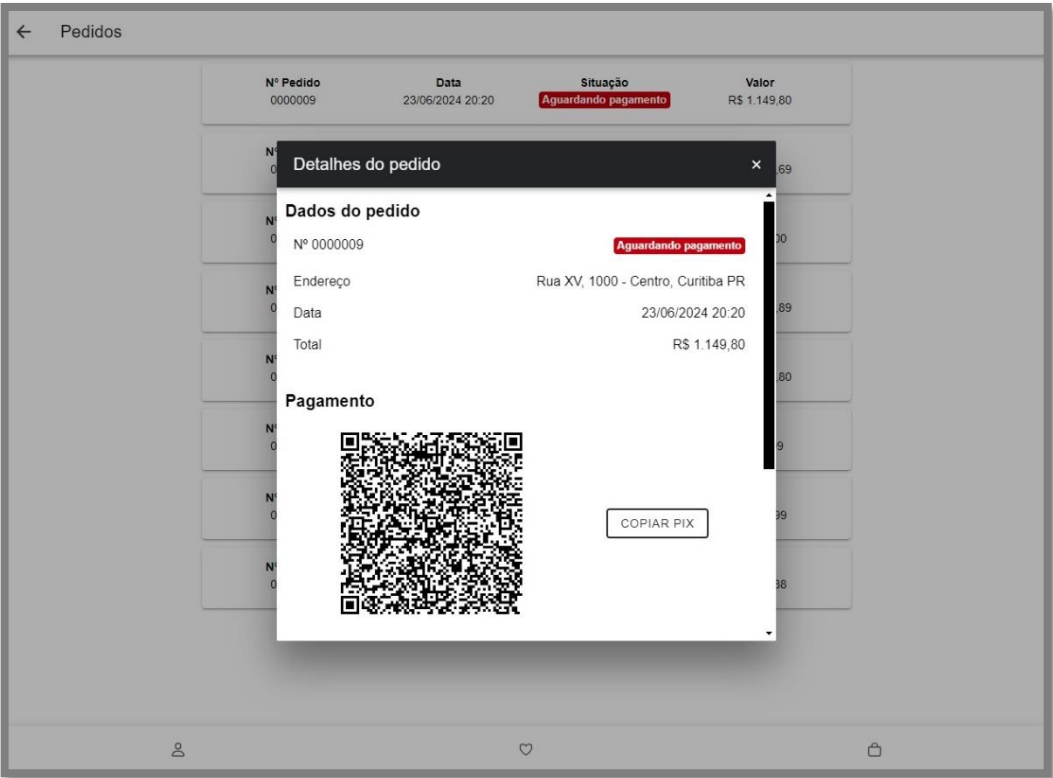 Pedidos
Nº Pedido Data Situação Valor
0000009 23/06/2024 20:20 Aguardando pagamento R$ 1.149,80
Detalhes do pedido
Dados do pedido
Nº 0000009 Aguardando pagamento
Endereço Rua XV, 1000 - Centro, Curitiba PR
Data 23/06/2024 20:20
Total R$ 1.149,80
Pagamento
COPIAR PIX